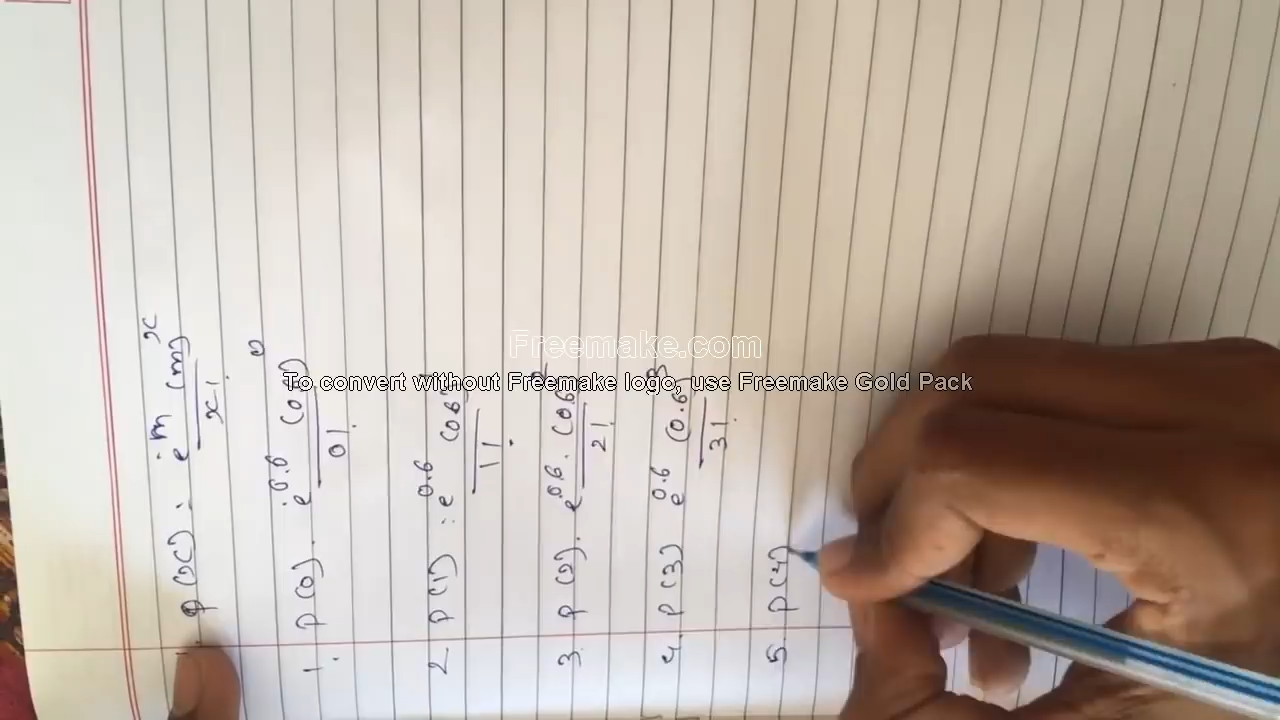 P(x) = e^-m (m)^x / x!
1. P(0) = e^-0.6 (0.6)^0 / 0!
2 P(1) = e^0.6 (0.6)^1 / 1!
3. P(2) = e^0.6 . (0.6)^2 / 2!
4. P(3) e^0.6 (0.6)^3 / 3!
5. P(4)
Freemake.com
To convert without Freemake logo, use Freemake Gold Pack